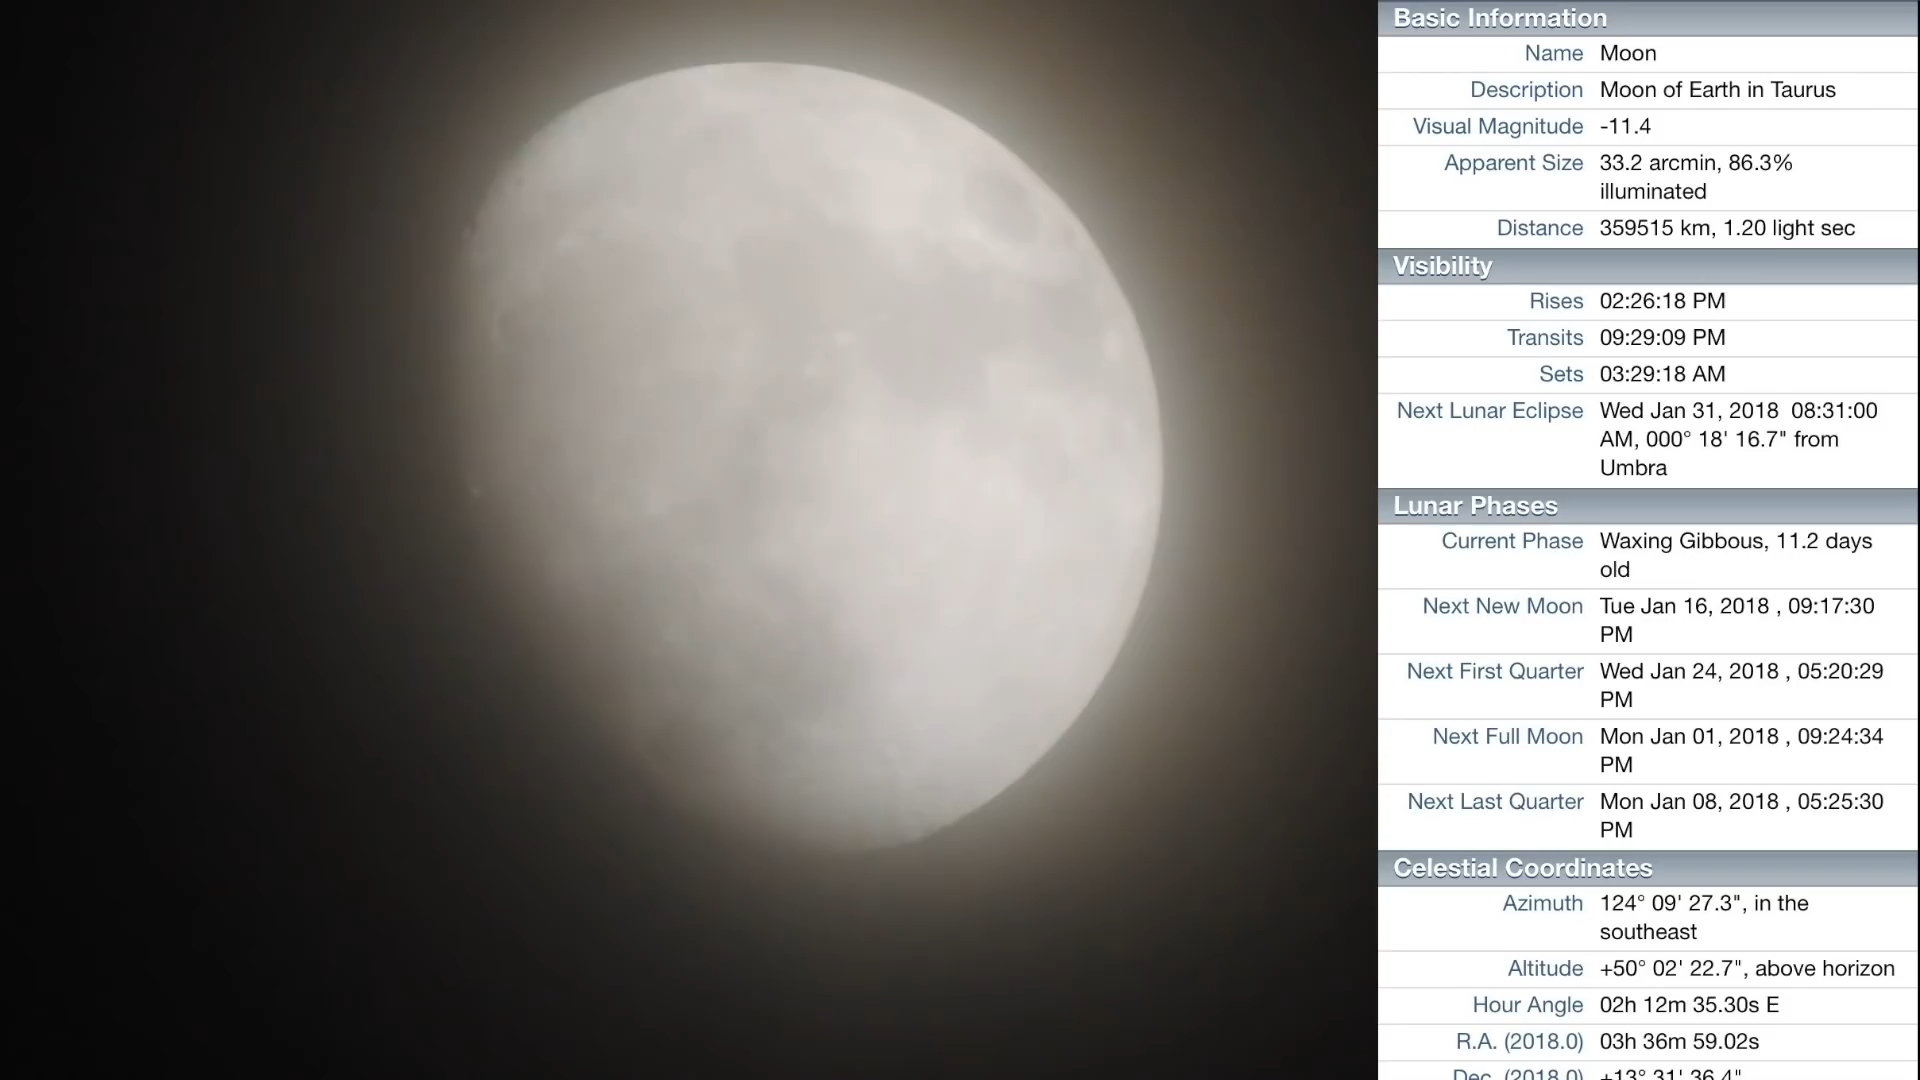 Basic Information
Name Moon
Description Moon of Earth in Taurus
Visual Magnitude -11.4
Apparent Size 33.2 arcmin, 86.3%
illuminated
Distance 359515 km, 1.20 light sec
Visibility
Rises 02:26:18 PM
Transits 09:29:09 PM
Sets 03:29:18 AM
Next Lunar Eclipse Wed Jan 31, 2018 08:31:00
AM, 000° 18' 16.7" from
Umbra
Lunar Phases
Current Phase Waxing Gibbous, 11.2 days
old
Next New Moon Tue Jan 16, 2018 , 09:17:30
PM
Next First Quarter Wed Jan 24, 2018 , 05:20:29
PM
Next Full Moon Mon Jan 01, 2018 , 09:24:34
PM
Next Last Quarter Mon Jan 08, 2018 , 05:25:30
PM
Celestial Coordinates
Azimuth 124° 09' 27.3", in the
southeast
Altitude +50° 02' 22.7", above horizon
Hour Angle 02h 12m 35.30s E
R.A. (2018.0) 03h 36m 59.02s
Dec. (2018.0) +13° 31' 36.4"